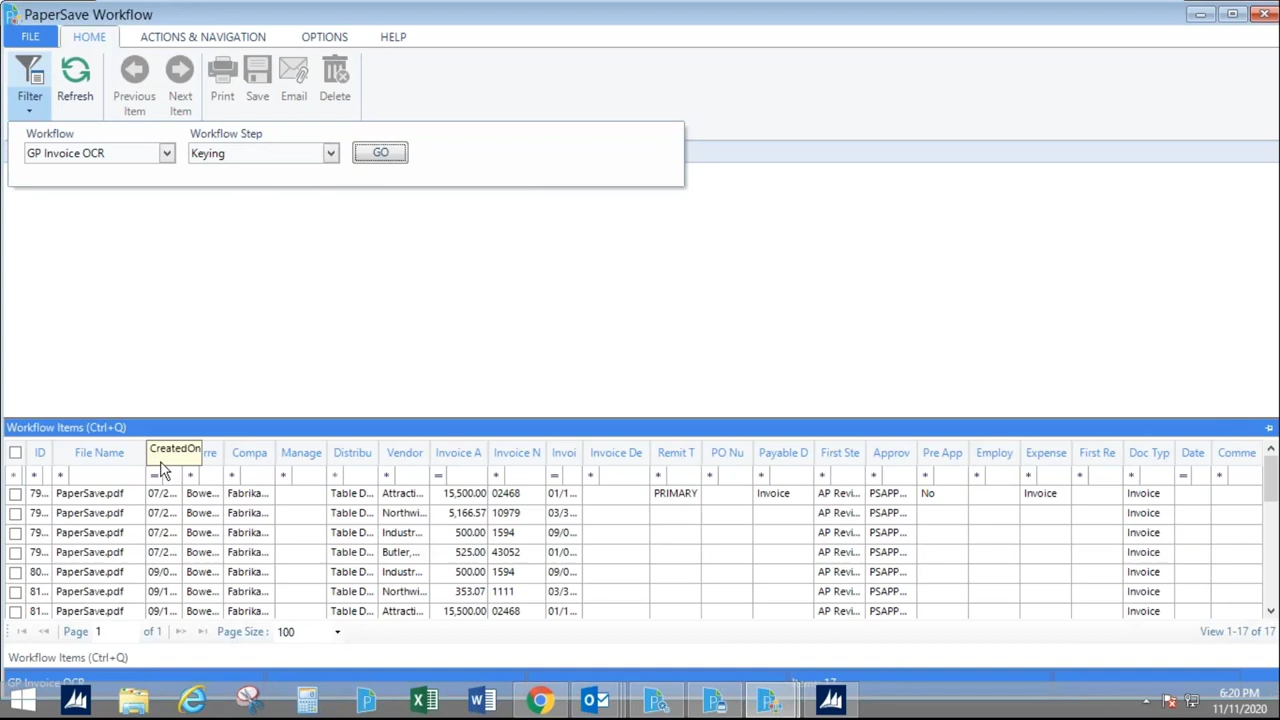 PaperSave Workflow
FILE HOME ACTIONS & NAVIGATION OPTIONS HELP
Filter Refresh Previous Item Next Item Print Save Email Delete
Workflow Workflow Step
GP Invoice OCR Keying GO
Workflow Items (Ctrl+Q)
CreatedOn
ID File Name rre Compa Manage Distribu Vendor Invoice A Invoice N Invoi Invoice De Remit T PO Nu Payable D First Ste Approv Pre App Employ Expense First Re Doc Typ Date Comme
* * = * * * * * = * = * * * * * * * * * * * = *
79... PaperSave.pdf 07/2... Bowe... Fabrika... Table D... Attracti... 15,500.00 02468 01/1... PRIMARY Invoice AP Revi... PSAPP... No Invoice Invoice
79... PaperSave.pdf 07/2... Bowe... Fabrika... Table D... Northwi... 5,166.57 10979 03/3... AP Revi... PSAPP... Invoice
79... PaperSave.pdf 07/2... Bowe... Fabrika... Table D... Industr... 500.00 1594 09/0... AP Revi... PSAPP... Invoice
79... PaperSave.pdf 07/2... Bowe... Fabrika... Table D... Butler,... 525.00 43052 01/0... AP Revi... PSAPP... Invoice
80... PaperSave.pdf 09/0... Bowe... Fabrika... Table D... Industr... 500.00 1594 09/0... AP Revi... PSAPP... Invoice
81... PaperSave.pdf 09/1... Bowe... Fabrika... Table D... Northwi... 353.07 1111 03/3... AP Revi... PSAPP... Invoice
81... PaperSave.pdf 09/1... Bowe... Fabrika... Table D... Attracti... 15,500.00 02468 01/1... AP Revi... PSAPP... Invoice
Page 1 of 1 Page Size : 100 View 1-17 of 17
Workflow Items (Ctrl+Q)
GP Invoice OCR Items: 17
6:20 PM
11/11/2020